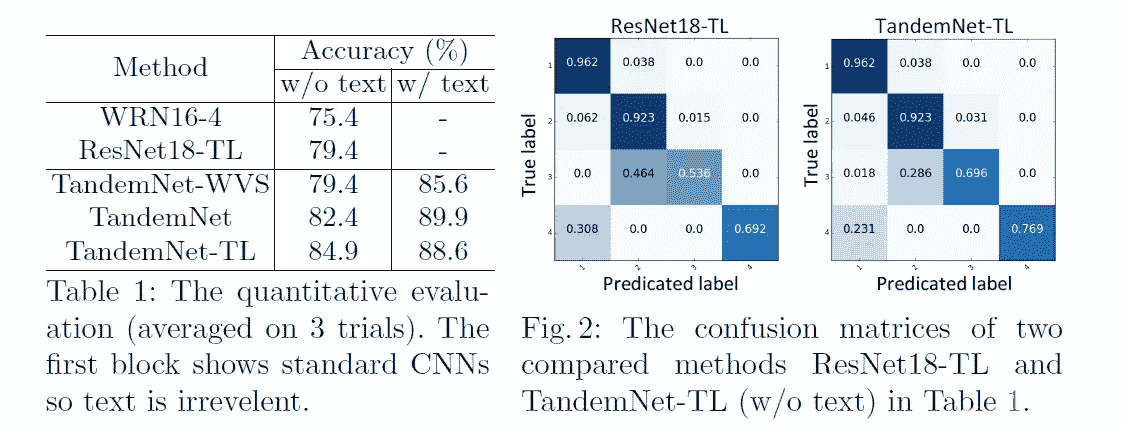 Method Accuracy (%)
w/o text w/ text
WRN16-4 75.4 -
ResNet18-TL 79.4 -
TandemNet-WVS 79.4 85.6
TandemNet 82.4 89.9
TandemNet-TL 84.9 88.6
Table 1: The quantitative evalu-
ation (averaged on 3 trials). The
first block shows standard CNNs
so text is irrevelent.
ResNet18-TL
True label
1 0.962 0.038 0.0 0.0
2 0.062 0.923 0.015 0.0
3 0.0 0.464 0.536 0.0
4 0.308 0.0 0.0 0.692
1 2 3 4
Predicated label
TandemNet-TL
True label
1 0.962 0.038 0.0 0.0
2 0.046 0.923 0.031 0.0
3 0.018 0.286 0.696 0.0
4 0.231 0.0 0.0 0.769
1 2 3 4
Predicated label
Fig. 2: The confusion matrices of two
compared methods ResNet18-TL and
TandemNet-TL (w/o text) in Table 1.